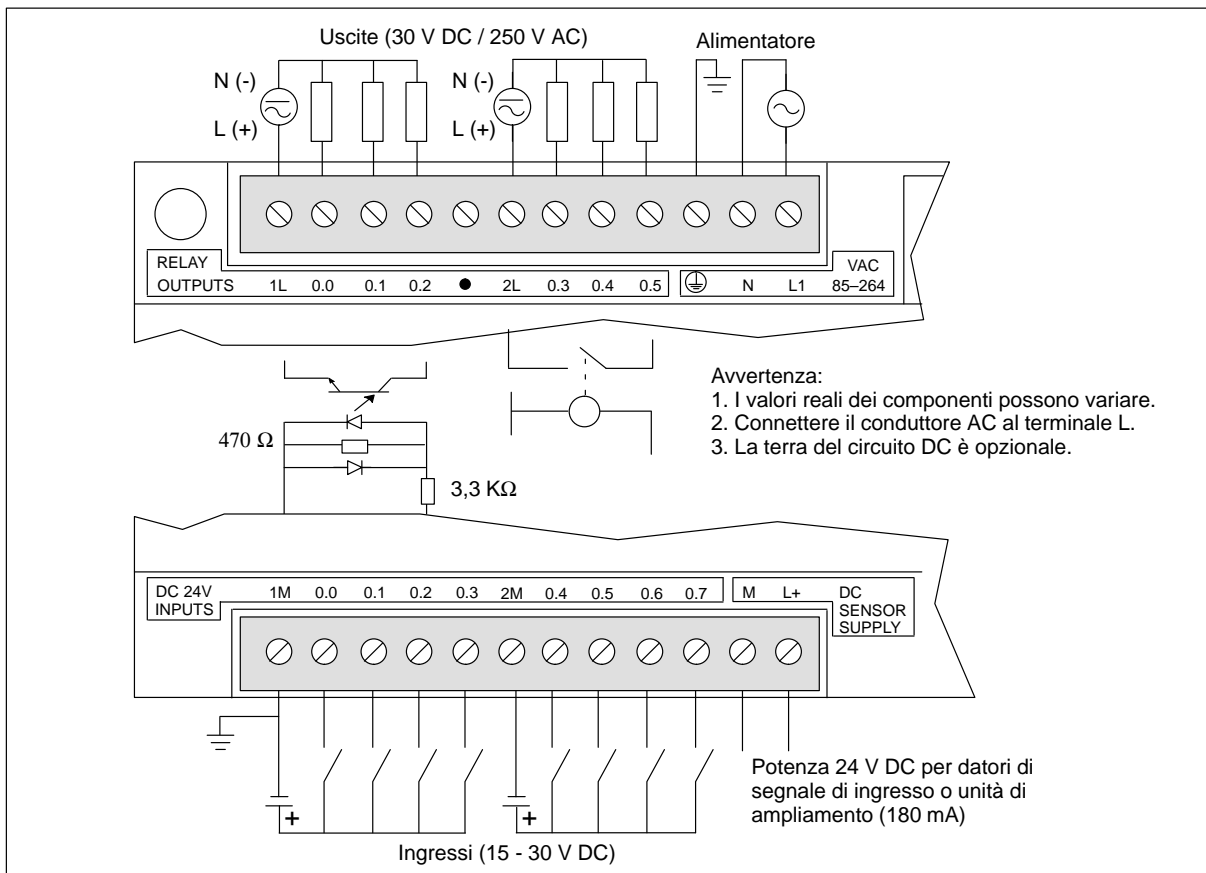 Uscite (30 V DC / 250 V AC)
Alimentatore
N (-)
N (-)
L (+)
L (+)
RELAY
OUTPUTS
1L 0.0 0.1 0.2 ● 2L 0.3 0.4 0.5
N L1
VAC
85–264
Avvertenza:
1. I valori reali dei componenti possono variare.
2. Connettere il conduttore AC al terminale L.
3. La terra del circuito DC è opzionale.
470 Ω
3,3 KΩ
DC 24V
INPUTS
1M 0.0 0.1 0.2 0.3 2M 0.4 0.5 0.6 0.7
M L+
DC
SENSOR
SUPPLY
+
+
Potenza 24 V DC per datori di
segnale di ingresso o unità di
ampliamento (180 mA)
Ingressi (15 - 30 V DC)